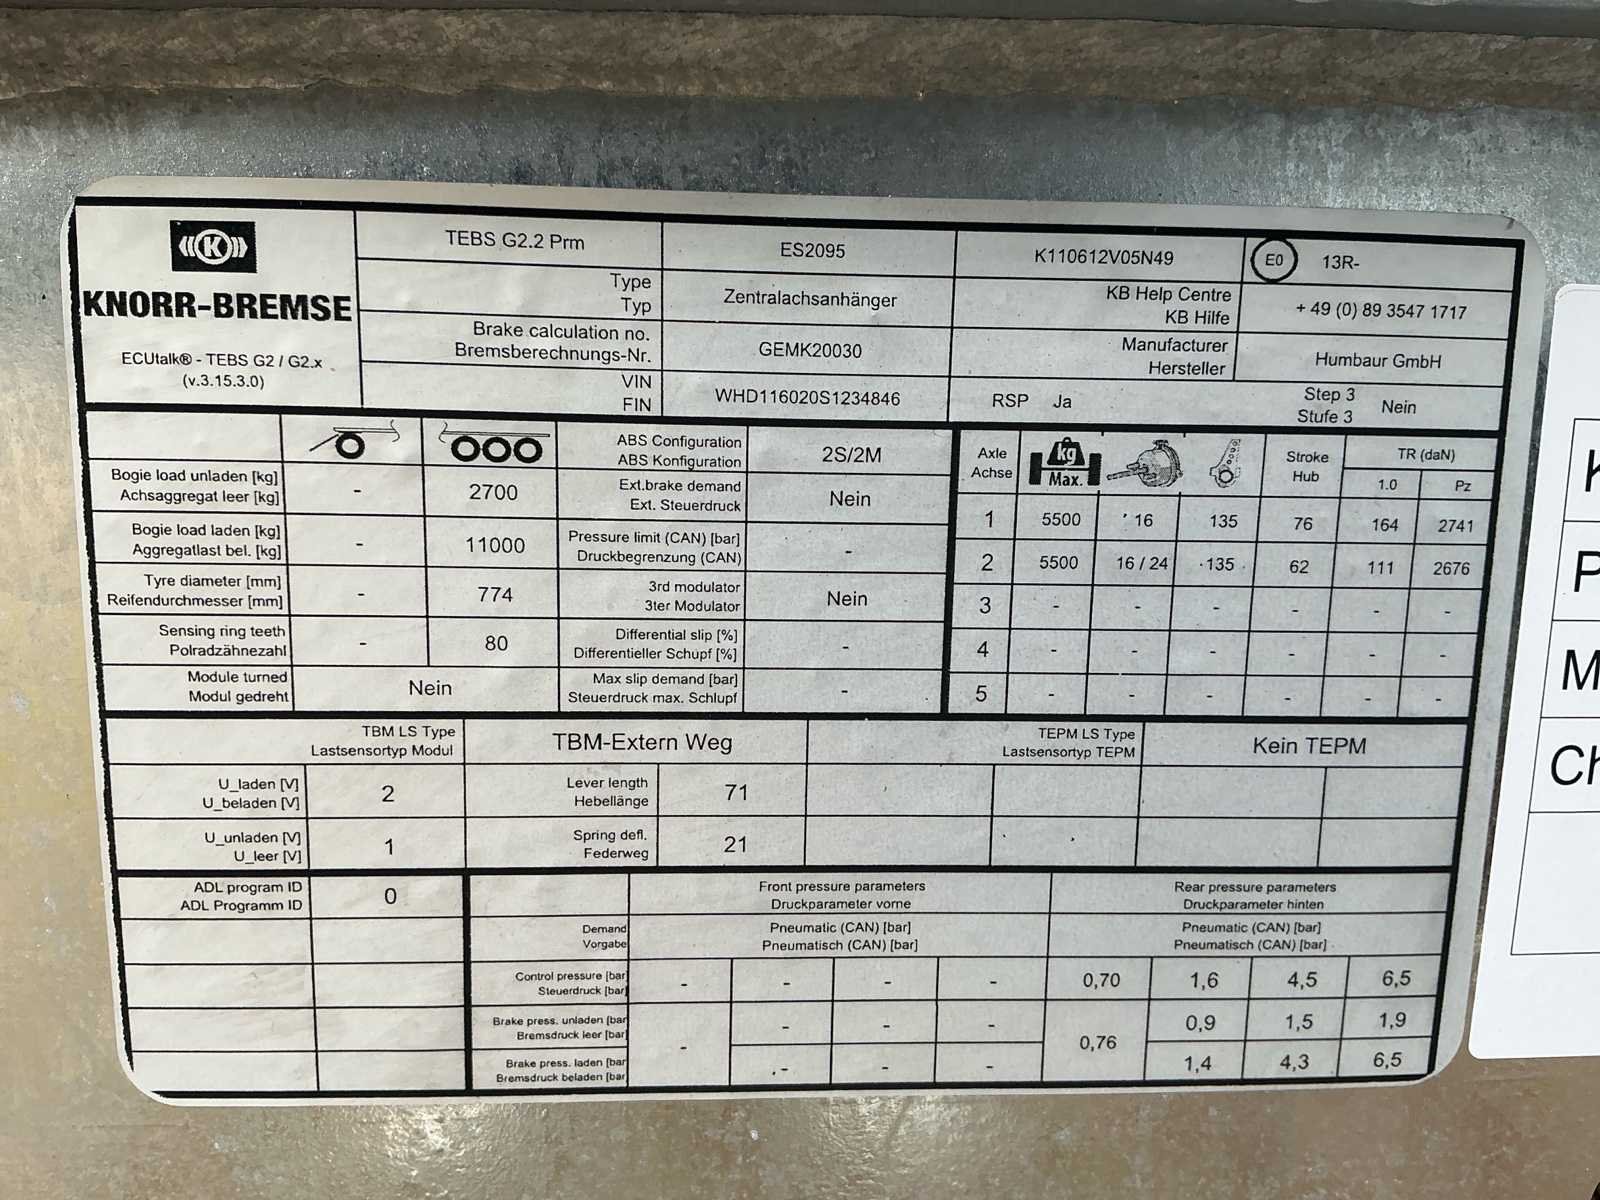 TEBS G2.2 Prm ES2095 K110612V05N49 E0 13R-
K
KNORR-BREMSE
ECUtalk® - TEBS G2 / G2.x
(v.3.15.3.0)
Type
Typ
Zentralachsanhänger
KB Help Centre
KB Hilfe
+ 49 (0) 89 3547 1717
Brake calculation no.
Bremsberechnungs-Nr.
GEMK20030
Manufacturer
Hersteller
Humbaur GmbH
VIN
FIN
WHD116020S1234846
RSP Ja
Step 3
Stufe 3
Nein
Bogie load unladen [kg]
Achsaggregat leer [kg]
- 2700
Bogie load laden [kg]
Aggregatlast bel. [kg]
- 11000
Tyre diameter [mm]
Reifendurchmesser [mm]
- 774
Sensing ring teeth
Polradzähnezahl
- 80
Module turned
Modul gedreht
Nein
ABS Configuration
ABS Konfiguration
2S/2M
Ext.brake demand
Ext. Steuerdruck
Nein
Pressure limit (CAN) [bar]
Druckbegrenzung (CAN)
-
3rd modulator
3ter Modulator
Nein
Differential slip [%]
Differentieller Schupf [%]
-
Max slip demand [bar]
Steuerdruck max. Schlupf
-
Axle
Achse
kg
Max.
Stroke
Hub
TR (daN)
1.0 Pz
1 5500 16 135 76 164 2741
2 5500 16 / 24 135 62 111 2676
3 - - - - - -
4 - - - - - -
5 - - - - - -
TBM LS Type
Lastsensortyp Modul
TBM-Extern Weg
TEPM LS Type
Lastsensortyp TEPM
Kein TEPM
U_laden [V]
U_beladen [V]
2
Lever length
Hebellänge
71
U_unladen [V]
U_leer [V]
1
Spring defl.
Federweg
21
ADL program ID
ADL Programm ID
0
Front pressure parameters
Druckparameter vorne
Rear pressure parameters
Druckparameter hinten
Demand
Vorgabe
Pneumatic (CAN) [bar]
Pneumatisch (CAN) [bar]
Pneumatic (CAN) [bar]
Pneumatisch (CAN) [bar]
Control pressure [bar
Steuerdruck [bar]
- - - - 0,70 1,6 4,5 6,5
Brake press. unladen [bar
Bremsdruck leer [bar]
- - - - 0,76 0,9 1,5 1,9
Brake press. laden [bar
Bremsdruck beladen [bar]
- - - 1,4 4,3 6,5
K
P
M
Ch